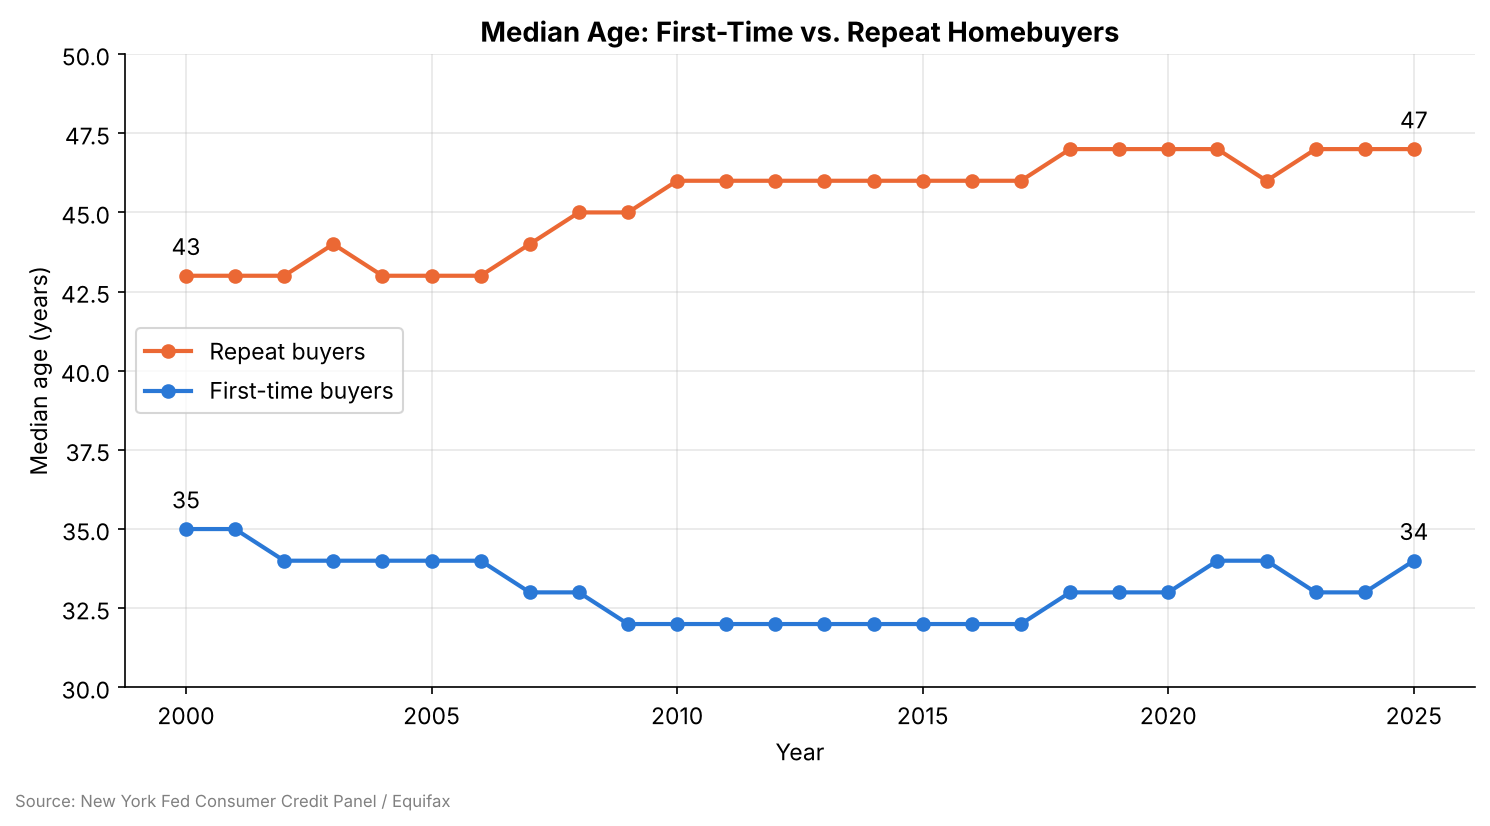 Median Age: First-Time vs. Repeat Homebuyers
50.0
47.5
45.0
42.5
40.0
37.5
35.0
32.5
30.0
Median age (years)
47
43
Repeat buyers
First-time buyers
35
34
2000 2005 2010 2015 2020 2025
Year
Source: New York Fed Consumer Credit Panel / Equifax